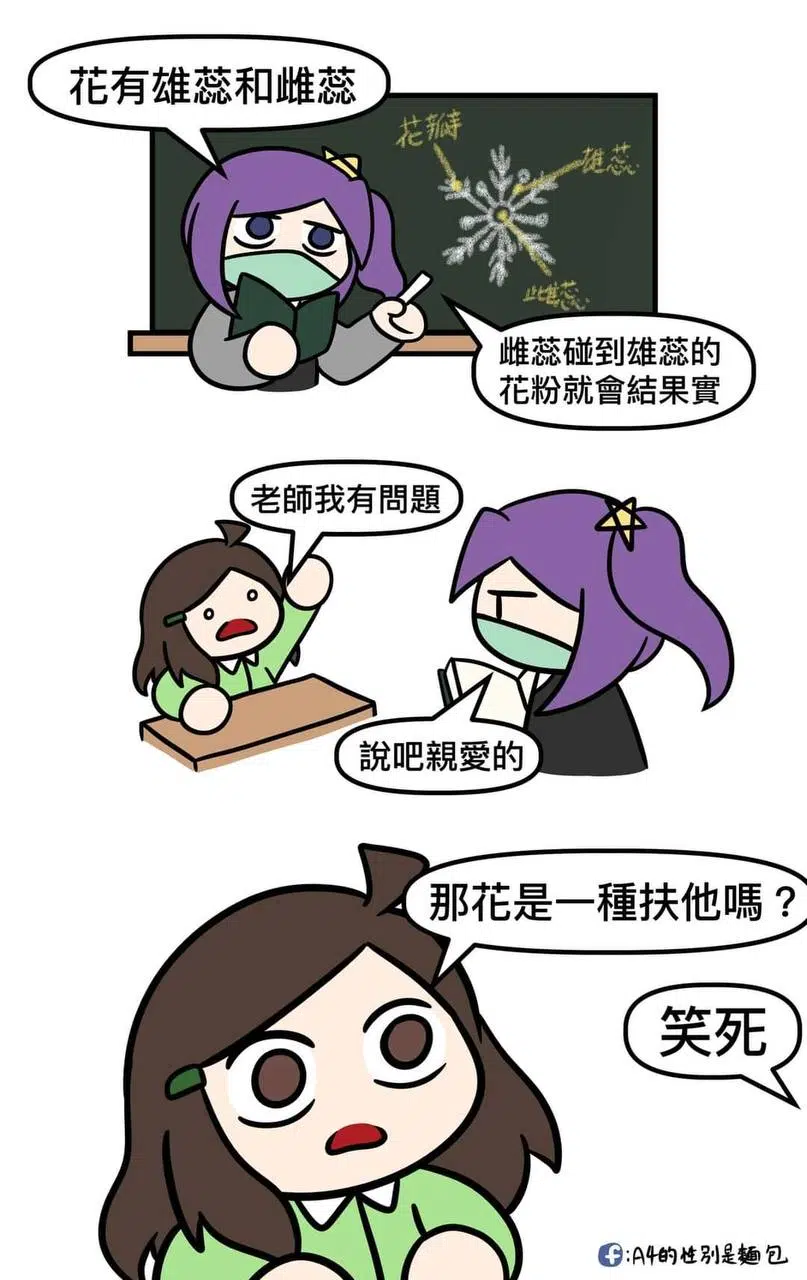 花有雄蕊和雌蕊
花瓣
雄蕊
雌蕊
雌蕊碰到雄蕊的
花粉就會結果實
老師我有問題
說吧親愛的
那花是一種扶他嗎？
笑死
f:A4的性別是麵包